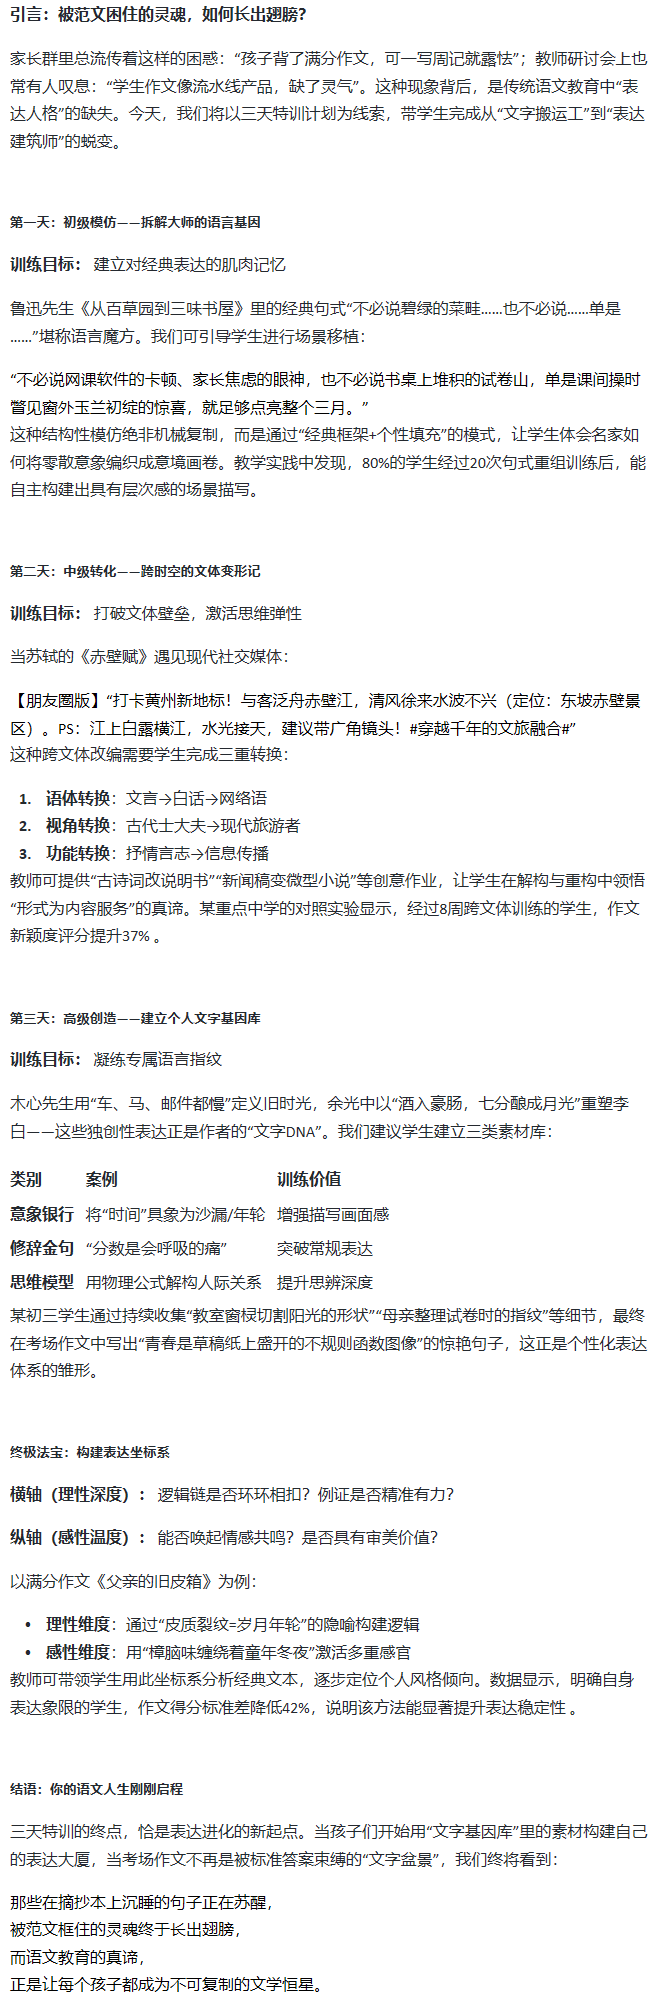 引言：被范文困住的灵魂，如何长出翅膀？
家长群里总流传着这样的困惑：“孩子背了满分作文，可一写周记就露怯”；教师研讨会上也
常有人叹息：“学生作文像流水线产品，缺了灵气”。这种现象背后，是传统语文教育中“表
达人格”的缺失。今天，我们将以三天特训计划为线索，带学生完成从“文字搬运工”到“表达
建筑师”的蜕变。
第一天：初级模仿——拆解大师的语言基因
训练目标： 建立对经典表达的肌肉记忆
鲁迅先生《从百草园到三味书屋》里的经典句式“不必说碧绿的菜畦……也不必说……单是
……”堪称语言魔方。我们可引导学生进行场景移植：
“不必说网课软件的卡顿、家长焦虑的眼神，也不必说书桌上堆积的试卷山，单是课间操时
瞥见窗外玉兰初绽的惊喜，就足够点亮整个三月。”
这种结构性模仿绝非机械复制，而是通过“经典框架+个性填充”的模式，让学生体会名家如
何将零散意象编织成意境画卷。教学实践中发现，80%的学生经过20次句式重组训练后，能
自主构建出具有层次感的场景描写。
第二天：中级转化——跨时空的文体变形记
训练目标： 打破文体壁垒，激活思维弹性
当苏轼的《赤壁赋》遇见现代社交媒体：
【朋友圈版】“打卡黄州新地标！与客泛舟赤壁江，清风徐来水波不兴（定位：东坡赤壁景
区）。PS：江上白露横江，水光接天，建议带广角镜头！#穿越千年的文旅融合#”
这种跨文体改编需要学生完成三重转换：
1. 语体转换：文言→白话→网络语
2. 视角转换：古代士大夫→现代旅游者
3. 功能转换：抒情言志→信息传播
教师可提供“古诗词改说明书”“新闻稿变微型小说”等创意作业，让学生在解构与重构中领悟
“形式为内容服务”的真谛。某重点中学的对照实验显示，经过8周跨文体训练的学生，作文
新颖度评分提升37% 。
第三天：高级创造——建立个人文字基因库
训练目标： 凝练专属语言指纹
木心先生用“车、马、邮件都慢”定义旧时光，余光中以“酒入豪肠，七分酿成月光”重塑李
白——这些独创性表达正是作者的“文字DNA”。我们建议学生建立三类素材库：
类别 案例 训练价值
意象银行 将“时间”具象为沙漏/年轮 增强描写画面感
修辞金句 “分数是会呼吸的痛” 突破常规表达
思维模型 用物理公式解构人际关系 提升思辨深度
某初三学生通过持续收集“教室窗棂切割阳光的形状”“母亲整理试卷时的指纹”等细节，最终
在考场作文中写出“青春是草稿纸上盛开的不规则函数图像”的惊艳句子，这正是个性化表达
体系的雏形。
终极法宝：构建表达坐标系
横轴（理性深度）： 逻辑链是否环环相扣？例证是否精准有力？
纵轴（感性温度）： 能否唤起情感共鸣？是否具有审美价值？
以满分作文《父亲的旧皮箱》为例：
• 理性维度：通过“皮质裂纹=岁月年轮”的隐喻构建逻辑
• 感性维度：用“樟脑味缠绕着童年冬夜”激活多重感官
教师可带领学生用此坐标系分析经典文本，逐步定位个人风格倾向。数据显示，明确自身
表达象限的学生，作文得分标准差降低42%，说明该方法能显著提升表达稳定性 。
结语：你的语文人生刚刚启程
三天特训的终点，恰是表达进化的新起点。当孩子们开始用“文字基因库”里的素材构建自己
的表达大厦，当考场作文不再是被标准答案束缚的“文字盆景”，我们终将看到：
那些在摘抄本上沉睡的句子正在苏醒，
被范文框住的灵魂终于长出翅膀，
而语文教育的真谛，
正是让每个孩子都成为不可复制的文学恒星。